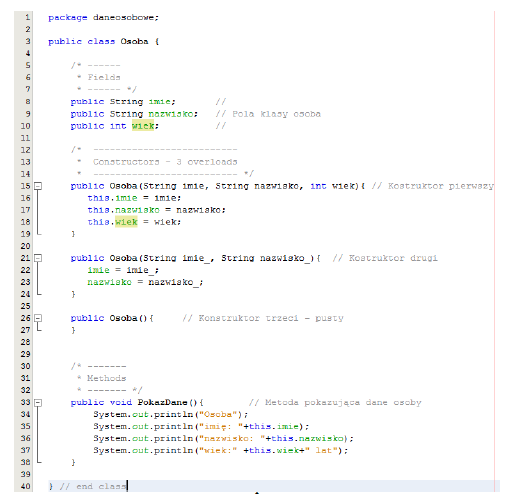 1 package daneosobowe;
2
3 public class Osoba {
4
5 /* ------
6 * Fields
7 * ------ */
8 public String imie; //
9 public String nazwisko; // Pola klasy osoba
10 public int wiek; //
11
12 /* --------------------------
13 * Constructors - 3 overloads
14 * -------------------------- */
15 public Osoba(String imie, String nazwisko, int wiek){ // Kostruktor pierwszy
16 this.imie = imie;
17 this.nazwisko = nazwisko;
18 this.wiek = wiek;
19 }
20
21 public Osoba(String imie_, String nazwisko_){ // Kostruktor drugi
22 imie = imie_;
23 nazwisko = nazwisko_;
24 }
25
26 public Osoba(){ // Konstruktor trzeci - pusty
27 }
28
29
30 /* -------
31 * Methods
32 * ------- */
33 public void PokazDane(){ // Metoda pokazująca dane osoby
34 System.out.println("Osoba");
35 System.out.println("imię: "+this.imie);
36 System.out.println("nazwisko: "+this.nazwisko);
37 System.out.println("wiek:" +this.wiek+" lat");
38 }
39
40 } // end class